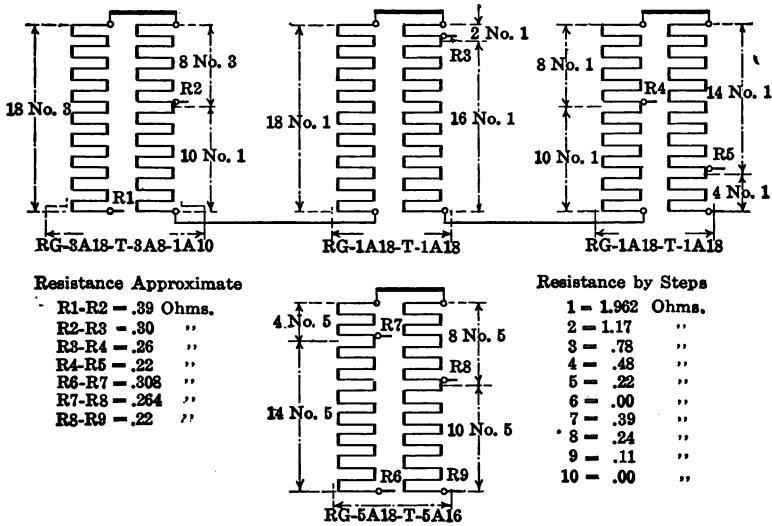 18 No. 3
8 No. 3
R2
10 No. 1
R1
RG-3A18-T-3A8-1A10
2 No. 1
R3
18 No. 1
16 No. 1
RG-1A18-T-1A18
8 No. 1
R4
14 No. 1
10 No. 1
R5
4 No. 1
RG-1A18-T-1A18
Resistance Approximate
R1-R2 = .39 Ohms.
R2-R3 = .30 "
R3-R4 = .26 "
R4-R5 = .22 "
R6-R7 = .308 "
R7-R8 = .264 "
R8-R9 = .22 "
4 No. 5
R7
8 No. 5
R8
14 No. 5
10 No. 5
R6
R9
RG-5A18-T-5A16
Resistance by Steps
1 = 1.962 Ohms.
2 = 1.17 "
3 = .78 "
4 = .48 "
5 = .22 "
6 = .00 "
7 = .39 "
8 = .24 "
9 = .11 "
10 = .00 "